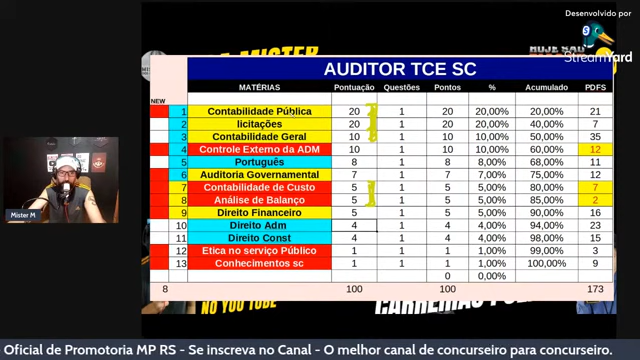 Desenvolvido por
StreamYard
MISTER
AUDITOR TCE SC
MATÉRIAS Pontuação Questões Pontos % Acumulado PDFS
NEW
1 Contabilidade Pública 20 1 20 20,00% 20,00% 21
2 licitações 20 1 20 20,00% 40,00% 7
3 Contabilidade Geral 10 1 10 10,00% 50,00% 35
4 Controle Externo da ADM 10 1 10 10,00% 60,00% 12
5 Português 8 1 8 8,00% 68,00% 11
6 Auditoria Governamental 7 1 7 7,00% 75,00% 12
7 Contabilidade de Custo 5 1 5 5,00% 80,00% 7
8 Análise de Balanço 5 1 5 5,00% 85,00% 2
9 Direito Financeiro 5 1 5 5,00% 90,00% 16
10 Direito Adm 4 1 4 4,00% 94,00% 23
11 Direito Const 4 1 4 4,00% 98,00% 15
12 Etica no serviço Público 1 1 1 1,00% 99,00% 3
13 Conhecimentos sc 1 1 1 1,00% 100,00% 9
0 0,00%
8 100 100 173
Mister M
NO YOU TUBE
Oficial de Promotoria MP RS - Se inscreva no Canal - O melhor canal de concurseiro para concurseiro.